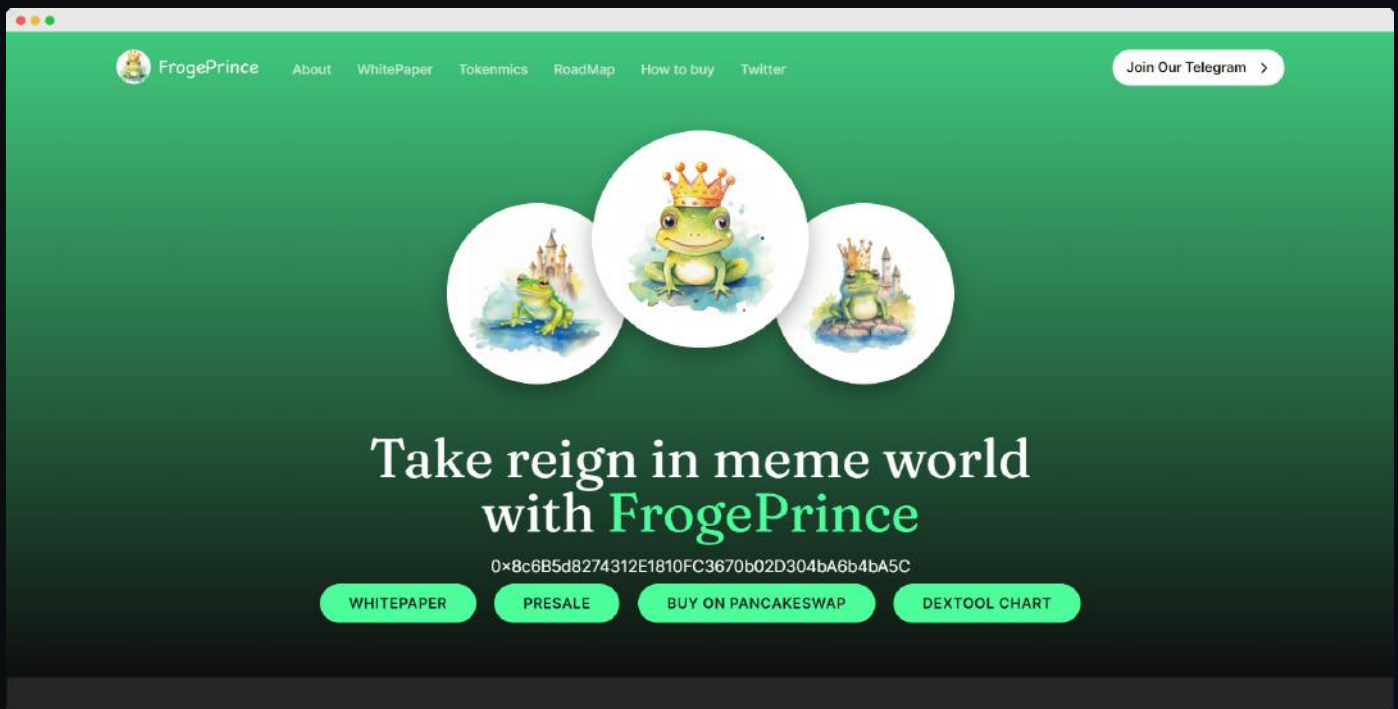 FrogePrince About WhitePaper Tokenmics RoadMap How to buy Twitter Join Our Telegram
Take reign in meme world
with FrogePrince
0×8c6B5d8274312E1810FC3670b02D304bA6b4bA5C
WHITEPAPER PRESALE BUY ON PANCAKESWAP DEXTOOL CHART